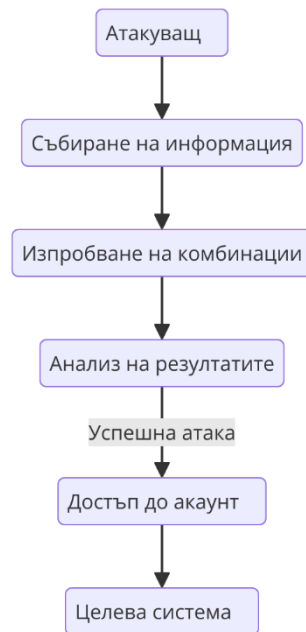 Атакуващ
Събиране на информация
Изпробване на комбинации
Анализ на резултатите
Успешна атака
Достъп до акаунт
Целева система